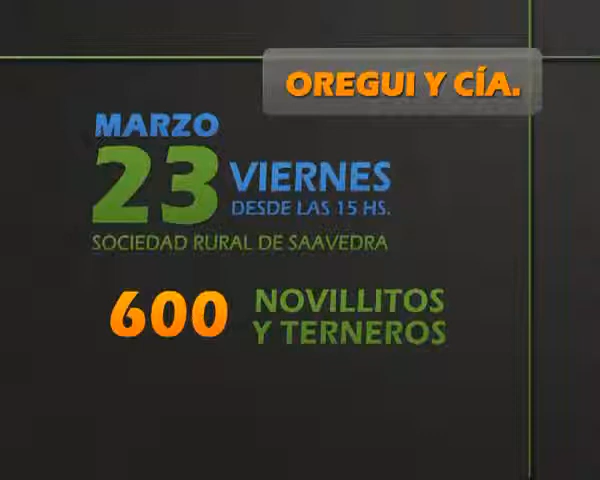 OREGUI Y CÍA.
MARZO
23 VIERNES
DESDE LAS 15 HS.
SOCIEDAD RURAL DE SAAVEDRA
600 NOVILLITOS
Y TERNEROS